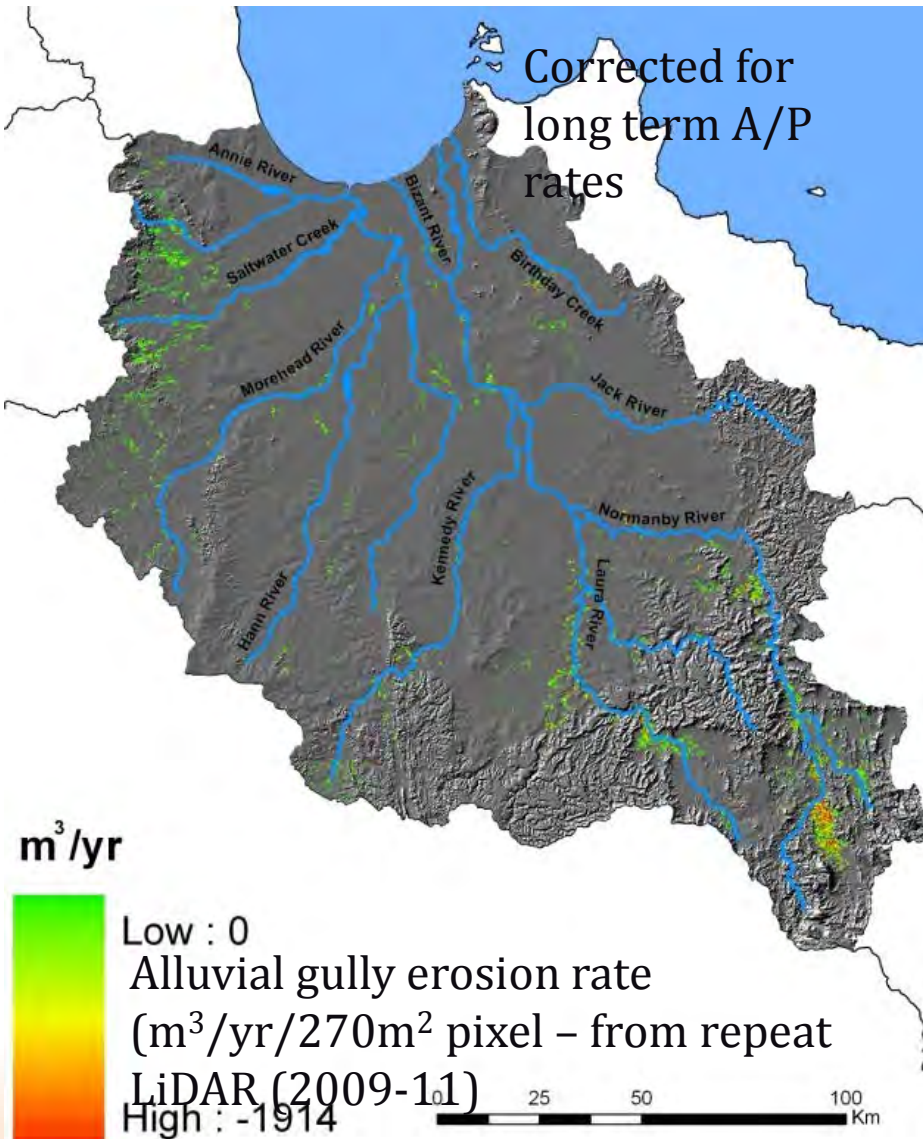 Corrected for
long term A/P
rates
Annie River
Saltwater Creek
Bizant River
Birthday Creek
Morehead River
Jack River
Hann River
Kennedy River
Normanby River
Laura River
m³/yr
Low : 0
Alluvial gully erosion rate
(m³/yr/270m² pixel – from repeat
LiDAR (2009-11)
High : -1914
0 25 50 100
Km